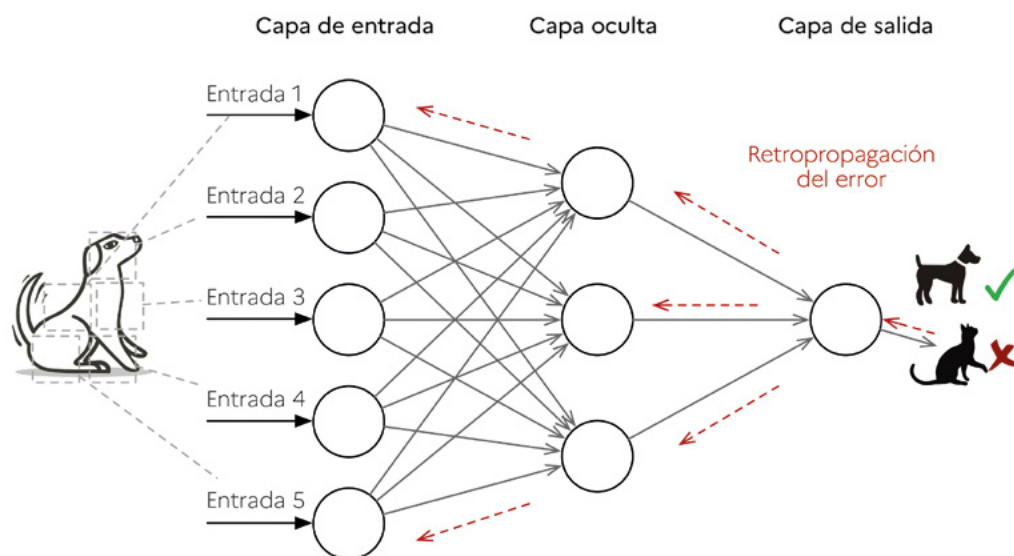 Capa de entrada
Capa oculta
Capa de salida
Entrada 1
Entrada 2
Entrada 3
Entrada 4
Entrada 5
Retropropagación
del error